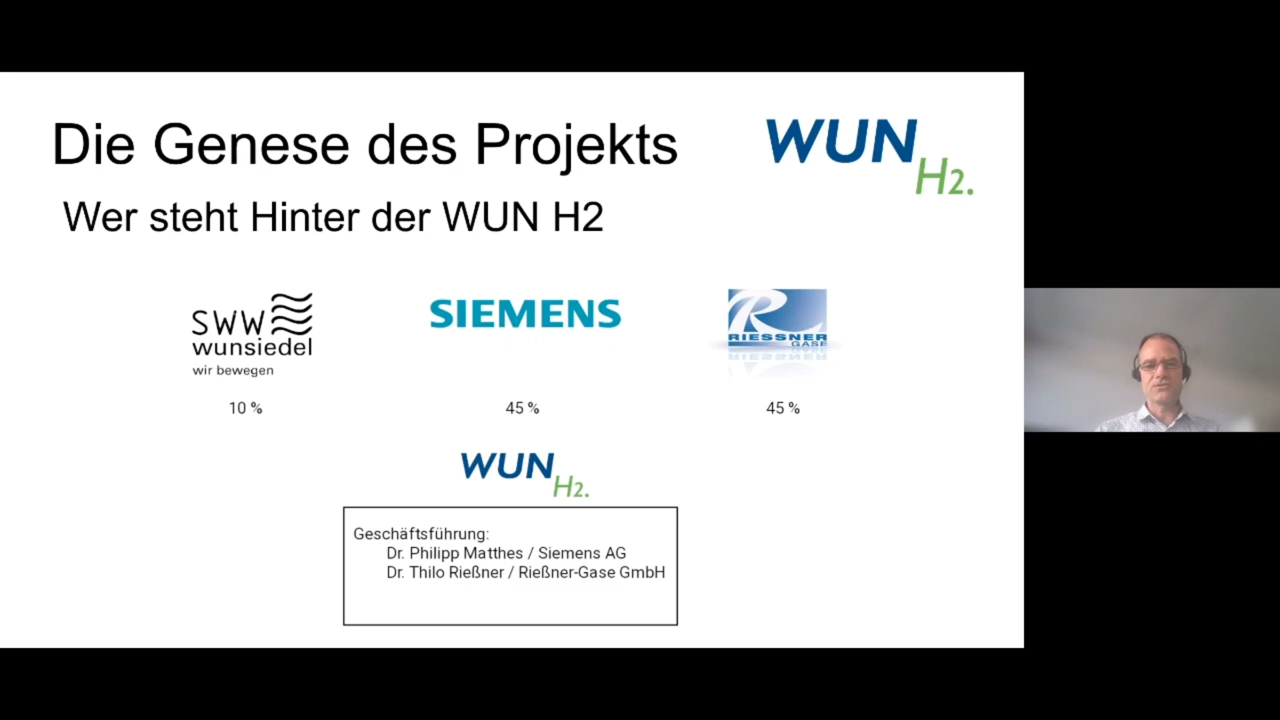 Die Genese des Projekts
WUN
H2.
Wer steht Hinter der WUN H2
SWW
wunsiedel
wir bewegen
SIEMENS
R
RIESSNER
GASE
10 %
45 %
45 %
WUN
H2.
Geschäftsführung:
Dr. Philipp Matthes / Siemens AG
Dr. Thilo Rießner / Rießner-Gase GmbH